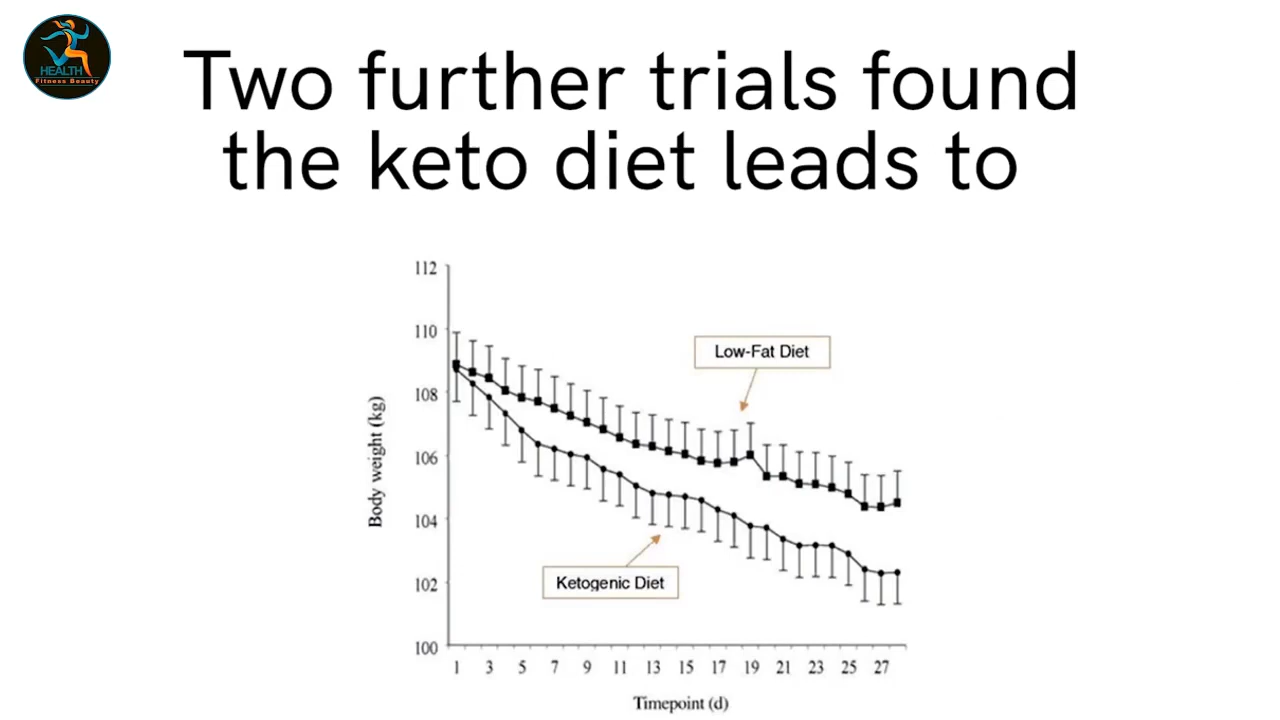 HEALTH
Fitness Beauty
Two further trials found
the keto diet leads to
112
110
108
106
104
102
100
Body weight (kg)
Low-Fat Diet
Ketogenic Diet
1 3 5 7 9 11 13 15 17 19 21 23 25 27
Timepoint (d)